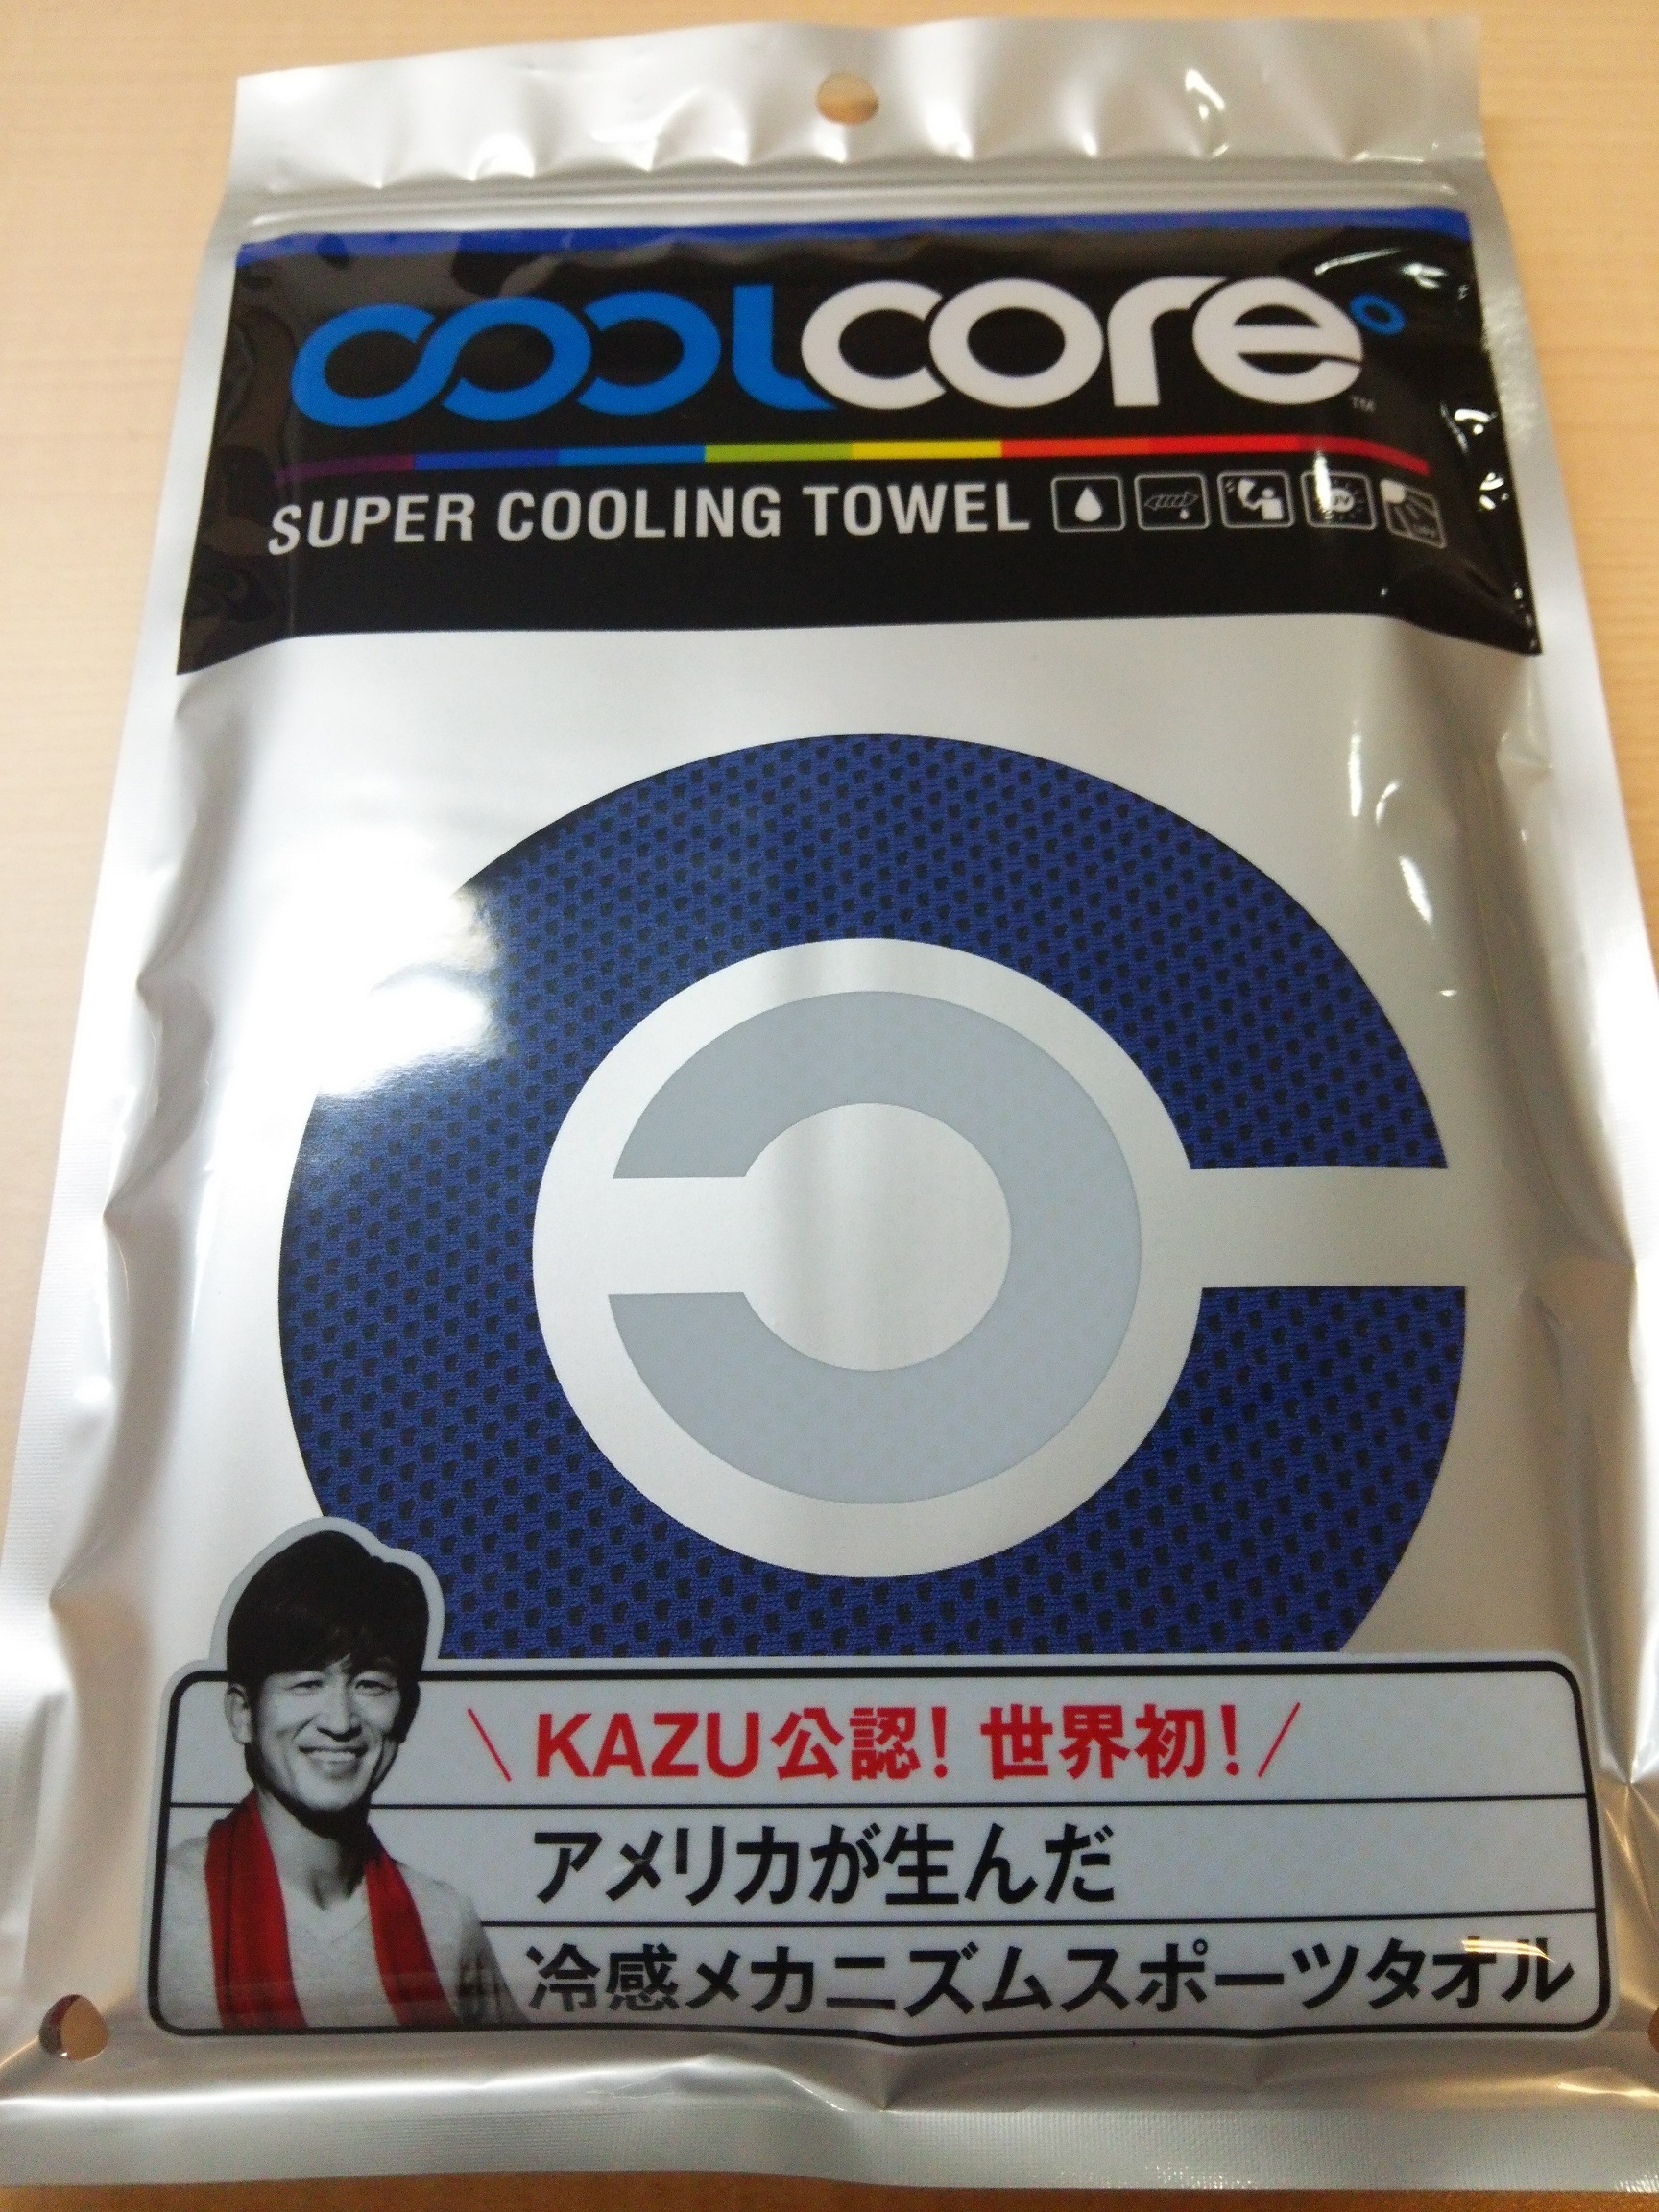 coolcore°
TM
SUPER COOLING TOWEL
UV
\ KAZU公認! 世界初! /
アメリカが生んだ
冷感メカニズムスポーツタオル